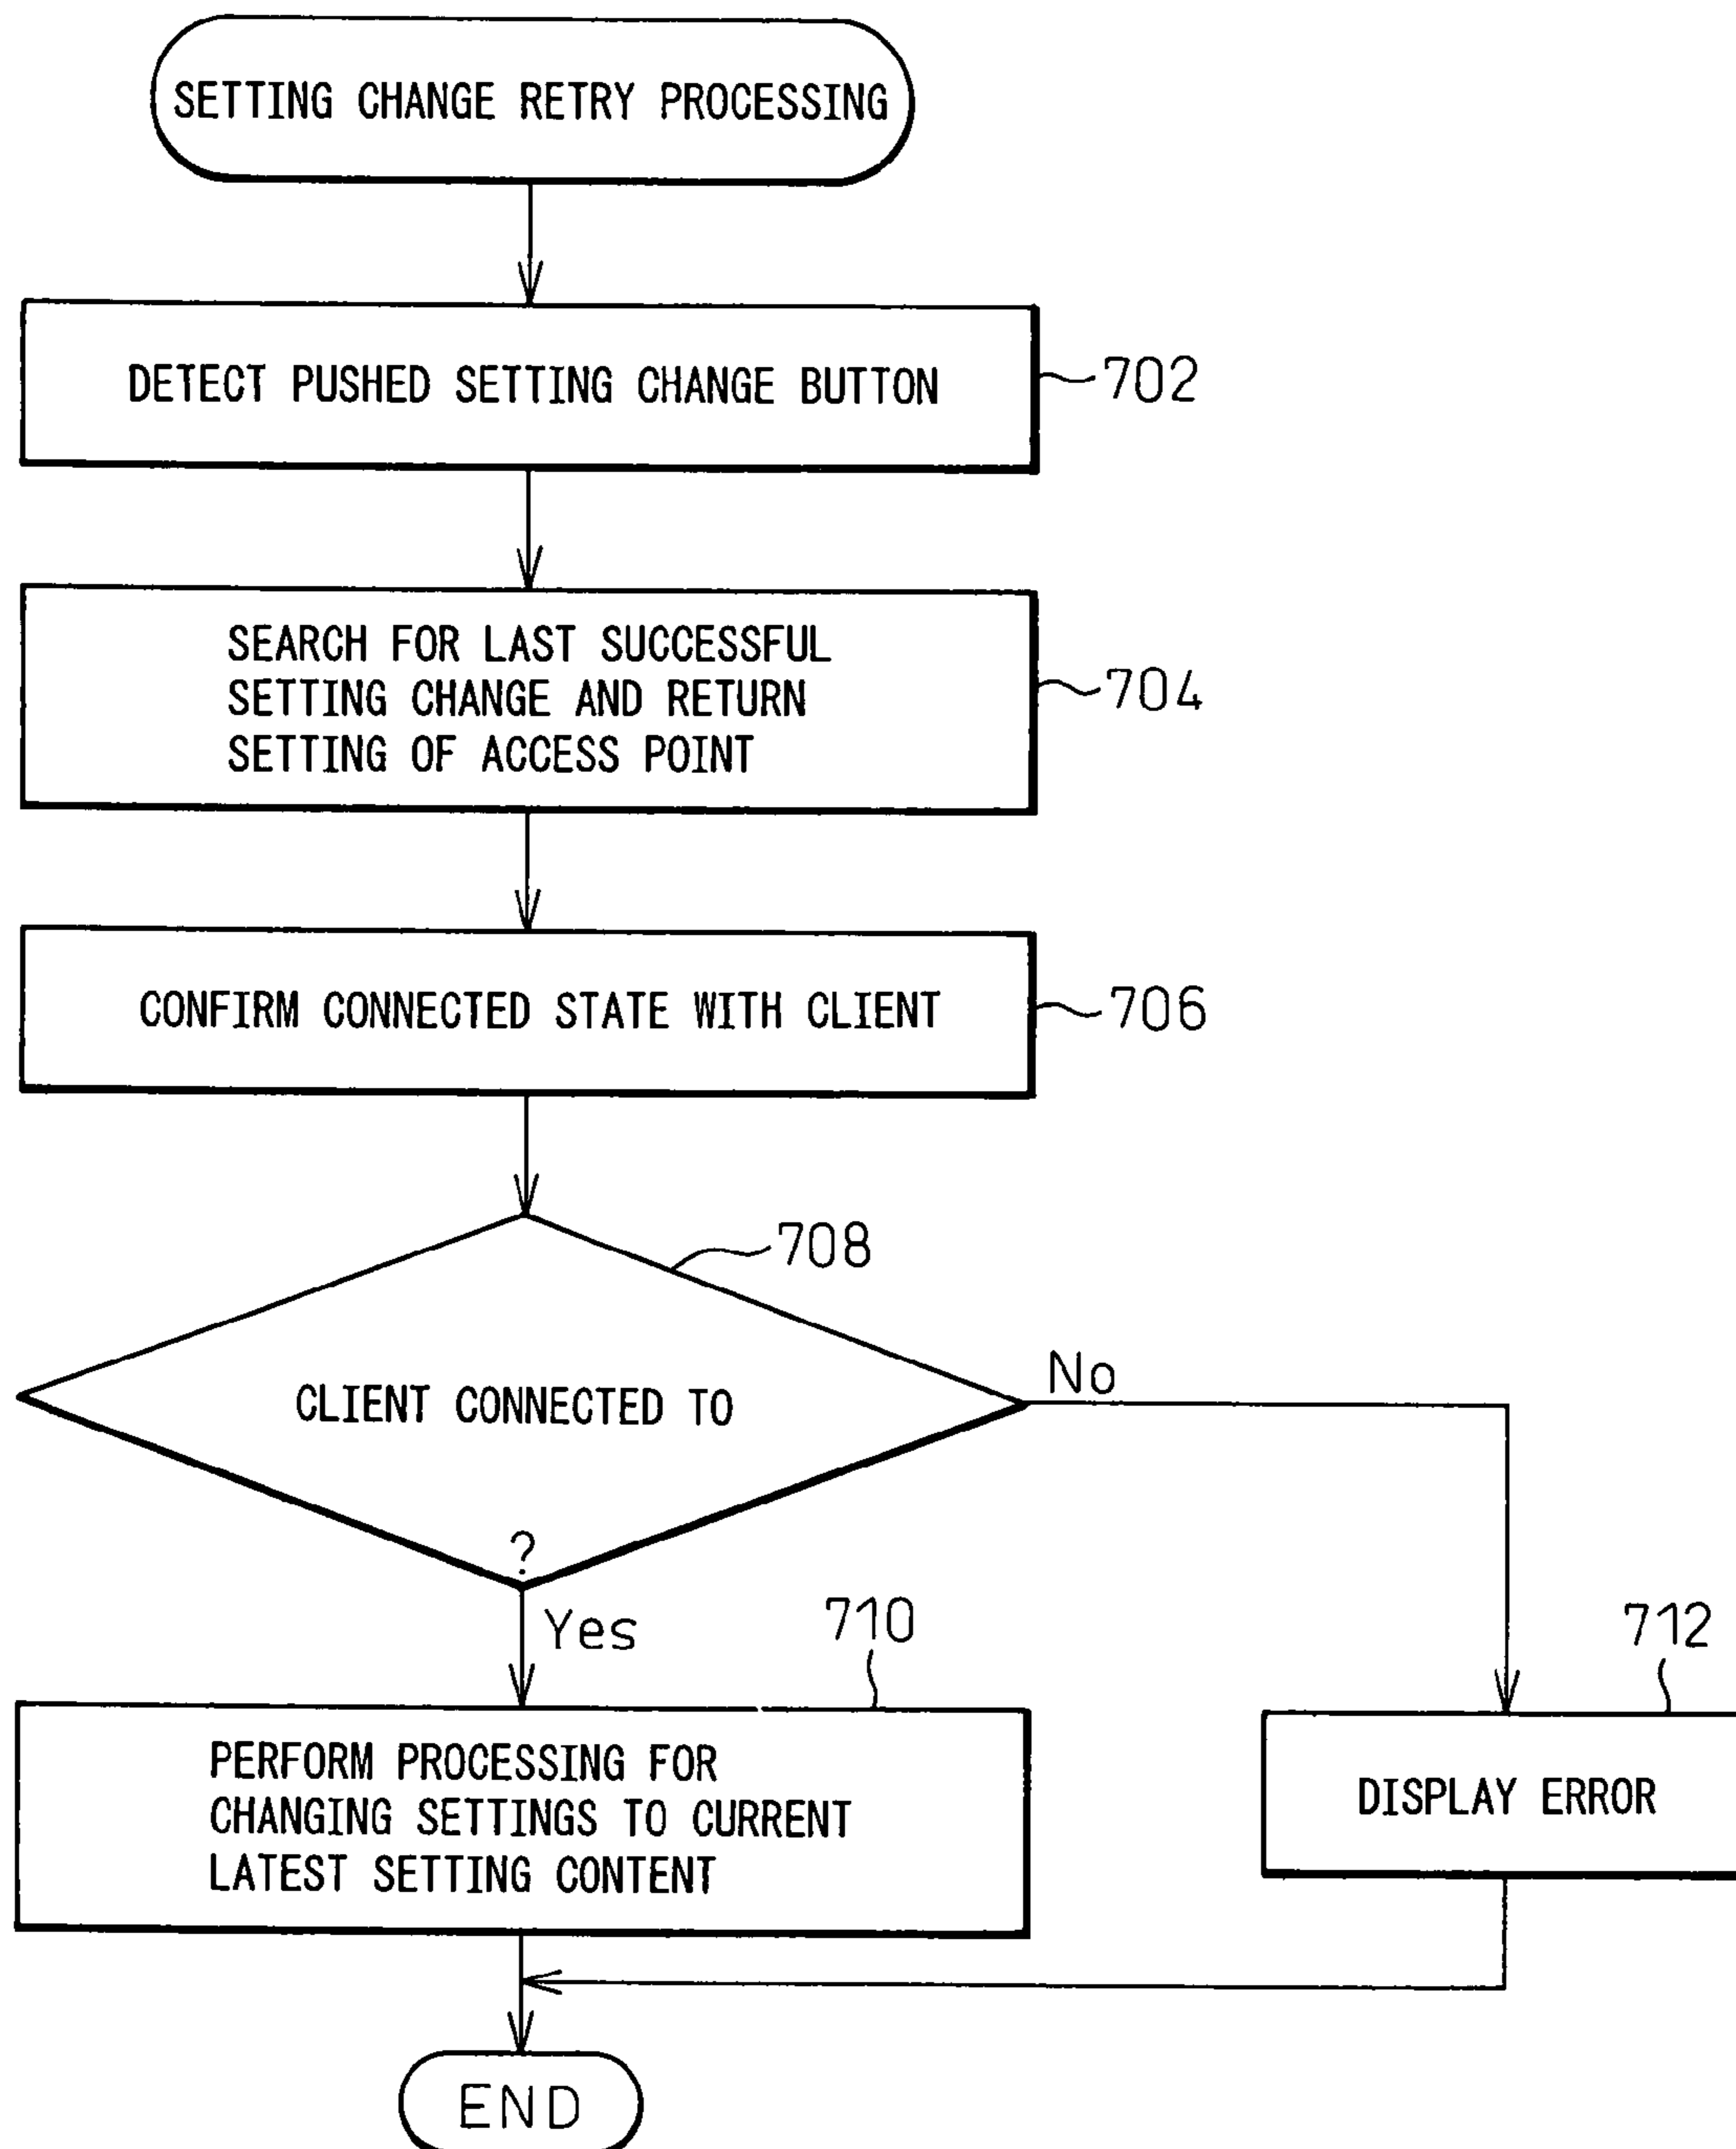 SETTING CHANGE RETRY PROCESSING
DETECT PUSHED SETTING CHANGE BUTTON
702
SEARCH FOR LAST SUCCESSFUL
SETTING CHANGE AND RETURN
SETTING OF ACCESS POINT
704
CONFIRM CONNECTED STATE WITH CLIENT
706
708
CLIENT CONNECTED TO
?
No
Yes
710
712
PERFORM PROCESSING FOR
CHANGING SETTINGS TO CURRENT
LATEST SETTING CONTENT
DISPLAY ERROR
END